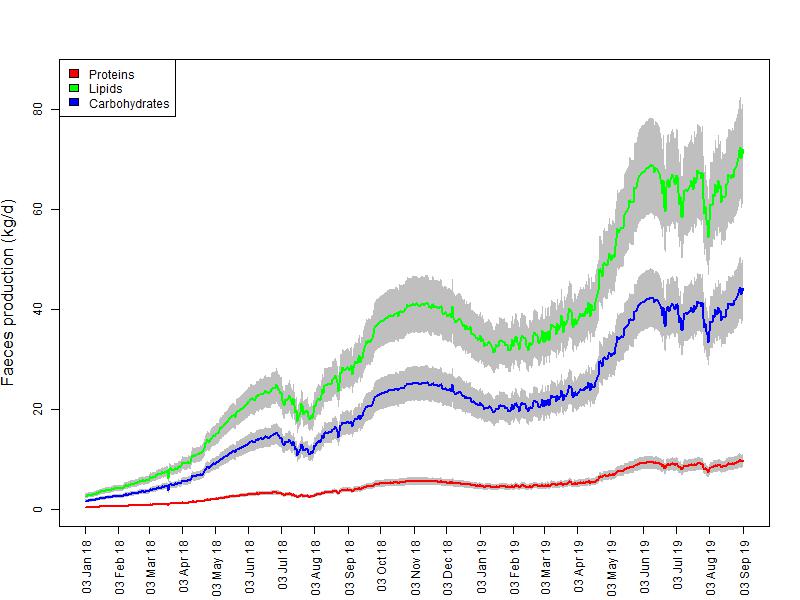 Proteins
Lipids
Carbohydrates
Faeces production (kg/d)
80
60
40
20
0
03 Jan 18
03 Feb 18
03 Mar 18
03 Apr 18
03 May 18
03 Jun 18
03 Jul 18
03 Aug 18
03 Sep 18
03 Oct 18
03 Nov 18
03 Dec 18
03 Jan 19
03 Feb 19
03 Mar 19
03 Apr 19
03 May 19
03 Jun 19
03 Jul 19
03 Aug 19
03 Sep 19